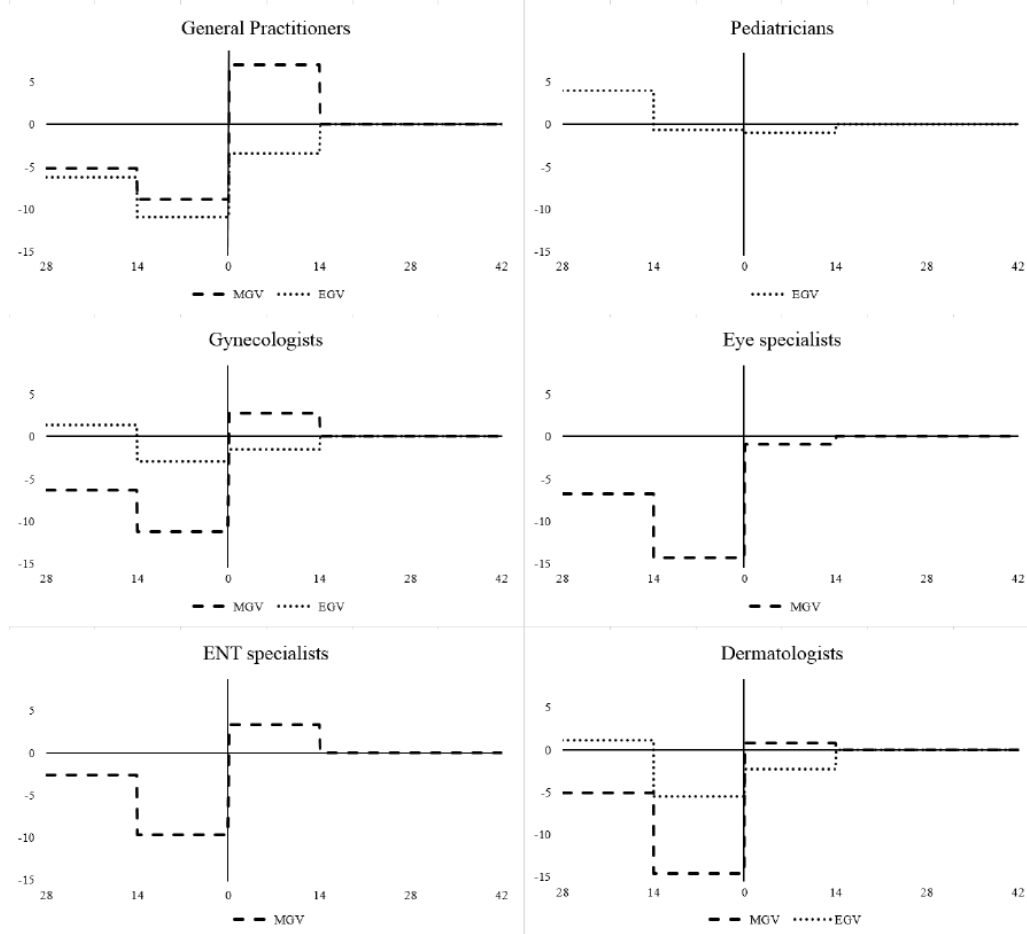 General Practitioners
5
0
-5
-10
-15
28 14 0 14 28 42
MGV EGV
Pediatricians
5
0
-5
-10
-15
28 14 0 14 28 42
EGV
Gynecologists
5
0
-5
-10
-15
28 14 0 14 28 42
MGV EGV
Eye specialists
5
0
-5
-10
-15
28 14 0 14 28 42
MGV
ENT specialists
5
0
-5
-10
-15
28 14 0 14 28 42
MGV
Dermatologists
5
0
-5
-10
-15
28 14 0 14 28 42
MGV EGV